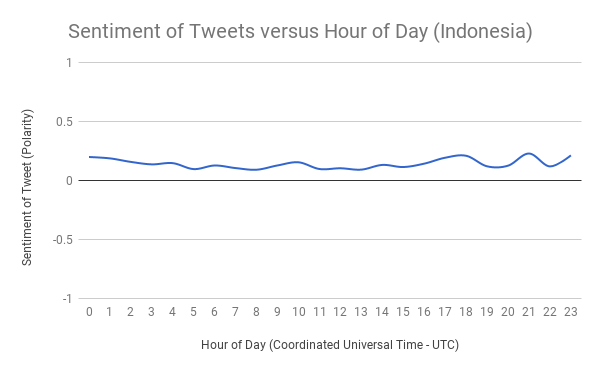 Sentiment of Tweets versus Hour of Day (Indonesia)
Sentiment of Tweet (Polarity)
1
0.5
0
-0.5
-1
0 1 2 3 4 5 6 7 8 9 10 11 12 13 14 15 16 17 18 19 20 21 22 23
Hour of Day (Coordinated Universal Time - UTC)